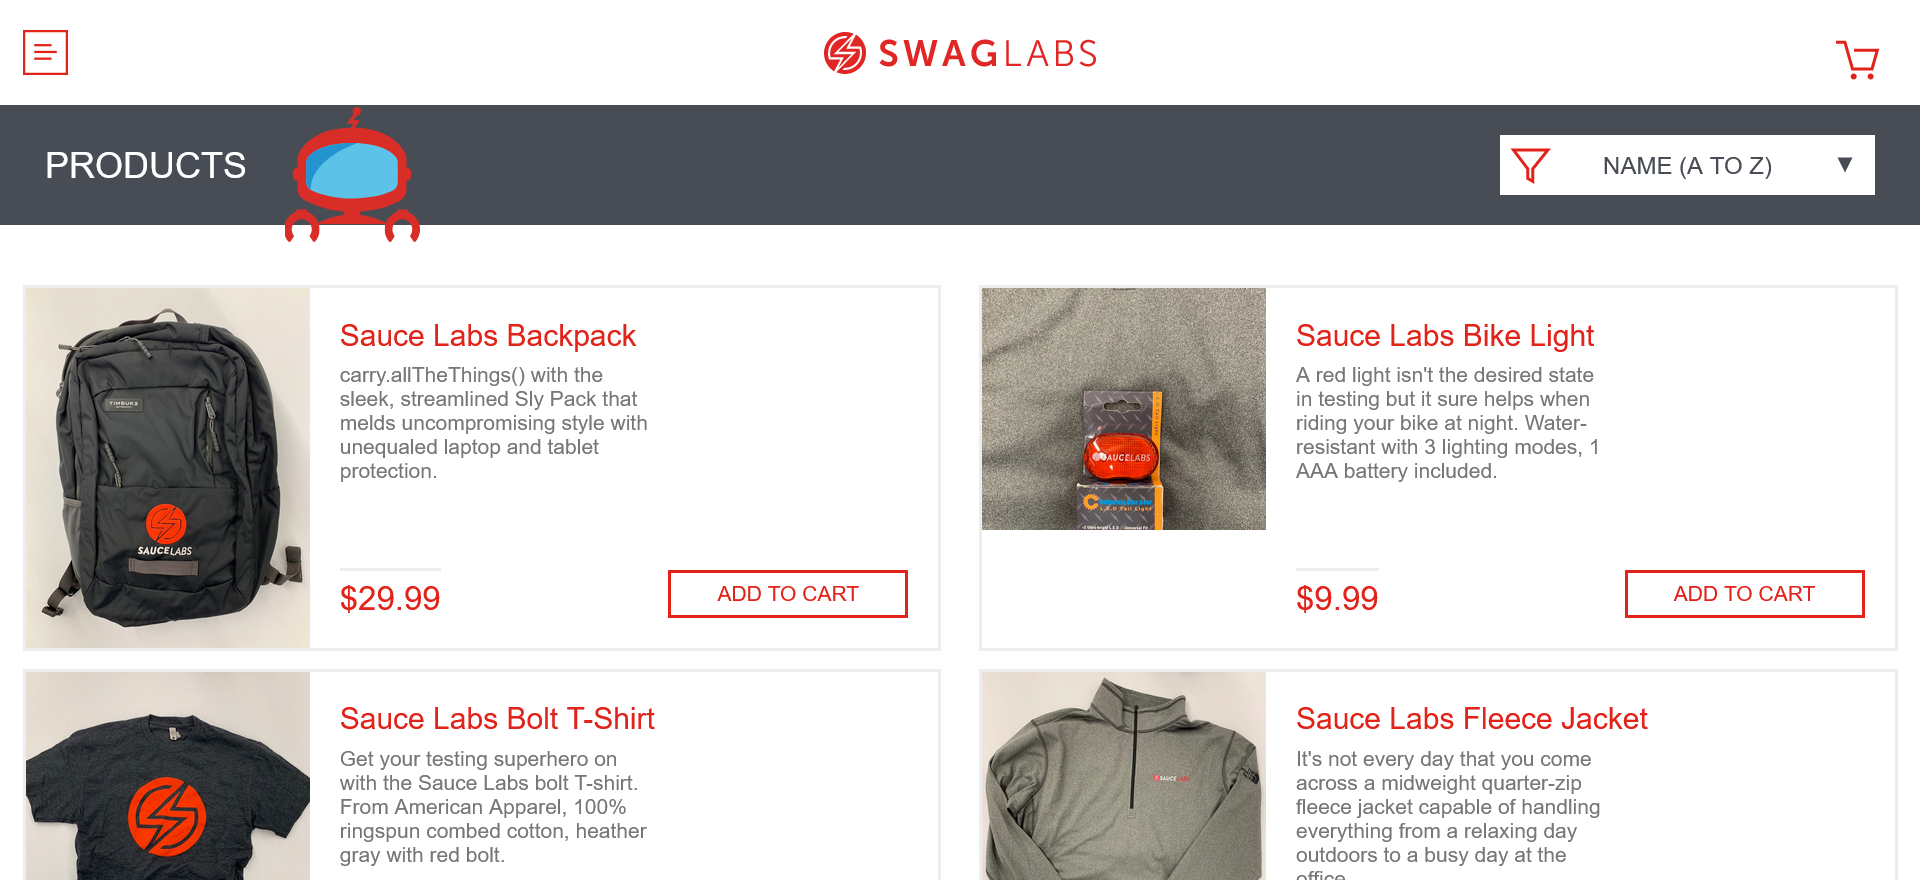 SWAGLABS
PRODUCTS
NAME (A TO Z)
TIMBUK2
SAUCELABS
Sauce Labs Backpack
carry.allTheThings() with the
sleek, streamlined Sly Pack that
melds uncompromising style with
unequaled laptop and tablet
protection.
$29.99
ADD TO CART
SAUCELABS
L.E.D Tail Light
Sauce Labs Bike Light
A red light isn't the desired state
in testing but it sure helps when
riding your bike at night. Water-
resistant with 3 lighting modes, 1
AAA battery included.
$9.99
ADD TO CART
Sauce Labs Bolt T-Shirt
Get your testing superhero on
with the Sauce Labs bolt T-shirt.
From American Apparel, 100%
ringspun combed cotton, heather
gray with red bolt.
SAUCELABS
Sauce Labs Fleece Jacket
It's not every day that you come
across a midweight quarter-zip
fleece jacket capable of handling
everything from a relaxing day
outdoors to a busy day at the
office.